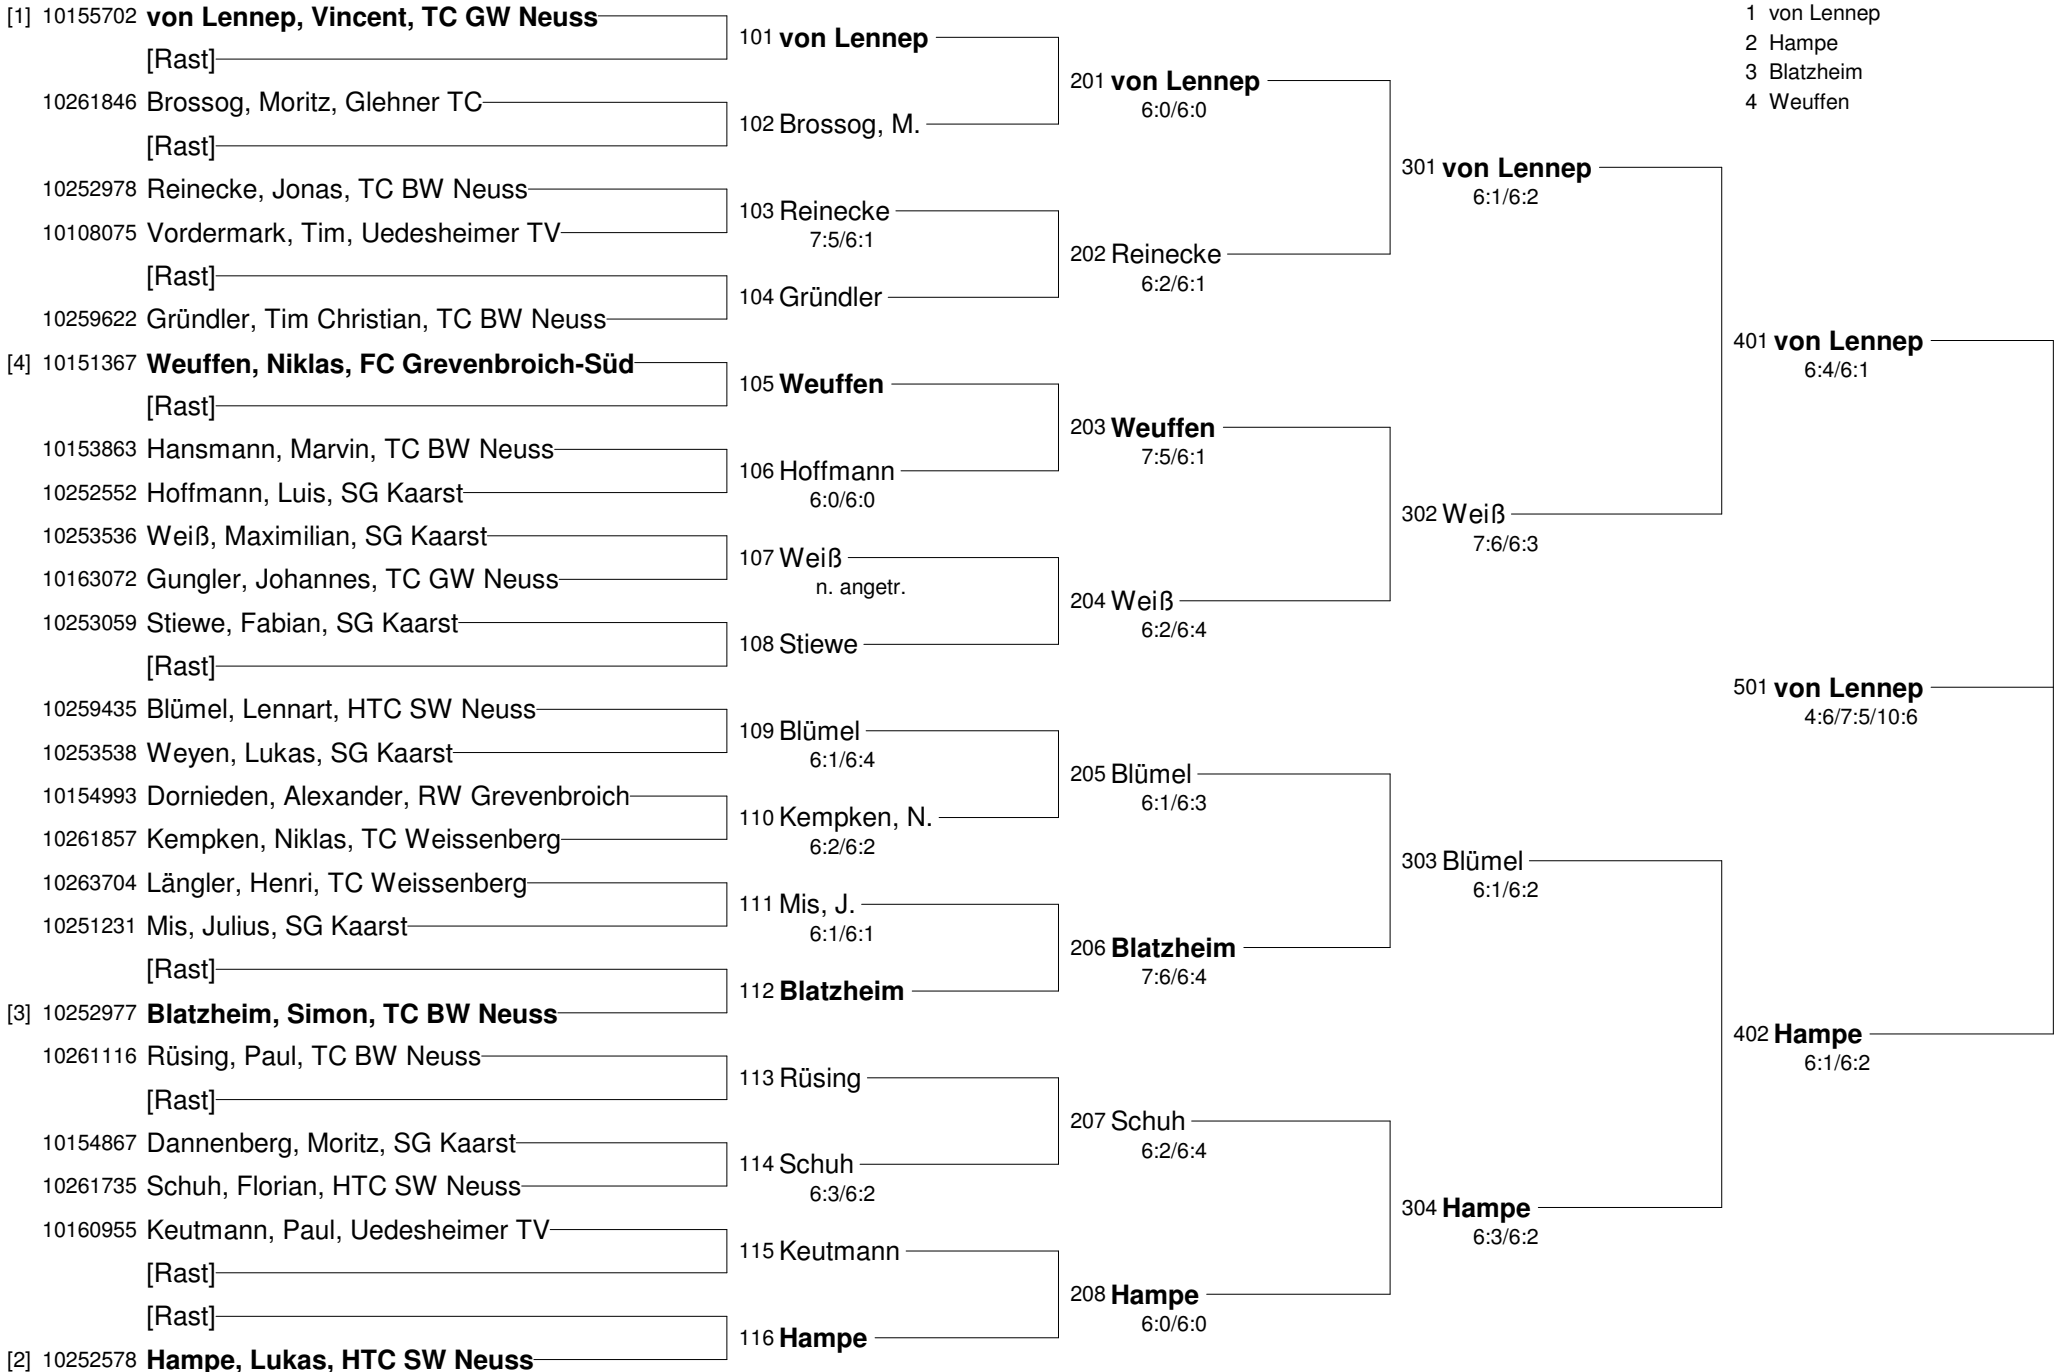 [1] 10155702 von Lennep, Vincent, TC GW Neuss
[Rast]
10261846 Brossog, Moritz, Glehner TC
[Rast]
10252978 Reinecke, Jonas, TC BW Neuss
10108075 Vordermark, Tim, Uedesheimer TV
[Rast]
10259622 Gründler, Tim Christian, TC BW Neuss
[4] 10151367 Weuffen, Niklas, FC Grevenbroich-Süd
[Rast]
10153863 Hansmann, Marvin, TC BW Neuss
10252552 Hoffmann, Luis, SG Kaarst
10253536 Weiß, Maximilian, SG Kaarst
10163072 Gungler, Johannes, TC GW Neuss
10253059 Stiewe, Fabian, SG Kaarst
[Rast]
10259435 Blümel, Lennart, HTC SW Neuss
10253538 Weyen, Lukas, SG Kaarst
10154993 Dornieden, Alexander, RW Grevenbroich
10261857 Kempken, Niklas, TC Weissenberg
10263704 Längler, Henri, TC Weissenberg
10251231 Mis, Julius, SG Kaarst
[Rast]
[3] 10252977 Blatzheim, Simon, TC BW Neuss
10261116 Rüsing, Paul, TC BW Neuss
[Rast]
10154867 Dannenberg, Moritz, SG Kaarst
10261735 Schuh, Florian, HTC SW Neuss
10160955 Keutmann, Paul, Uedesheimer TV
[Rast]
[Rast]
[2] 10252578 Hampe, Lukas, HTC SW Neuss
101 von Lennep
102 Brossog, M.
103 Reinecke
7:5/6:1
104 Gründler
105 Weuffen
106 Hoffmann
6:0/6:0
107 Weiß
n. angetr.
108 Stiewe
109 Blümel
6:1/6:4
110 Kempken, N.
6:2/6:2
111 Mis, J.
6:1/6:1
112 Blatzheim
113 Rüsing
114 Schuh
6:3/6:2
115 Keutmann
116 Hampe
201 von Lennep
6:0/6:0
202 Reinecke
6:2/6:1
203 Weuffen
7:5/6:1
204 Weiß
6:2/6:4
205 Blümel
6:1/6:3
206 Blatzheim
7:6/6:4
207 Schuh
6:2/6:4
208 Hampe
6:0/6:0
301 von Lennep
6:1/6:2
302 Weiß
7:6/6:3
303 Blümel
6:1/6:2
304 Hampe
6:3/6:2
1 von Lennep
2 Hampe
3 Blatzheim
4 Weuffen
401 von Lennep
6:4/6:1
501 von Lennep
4:6/7:5/10:6
402 Hampe
6:1/6:2